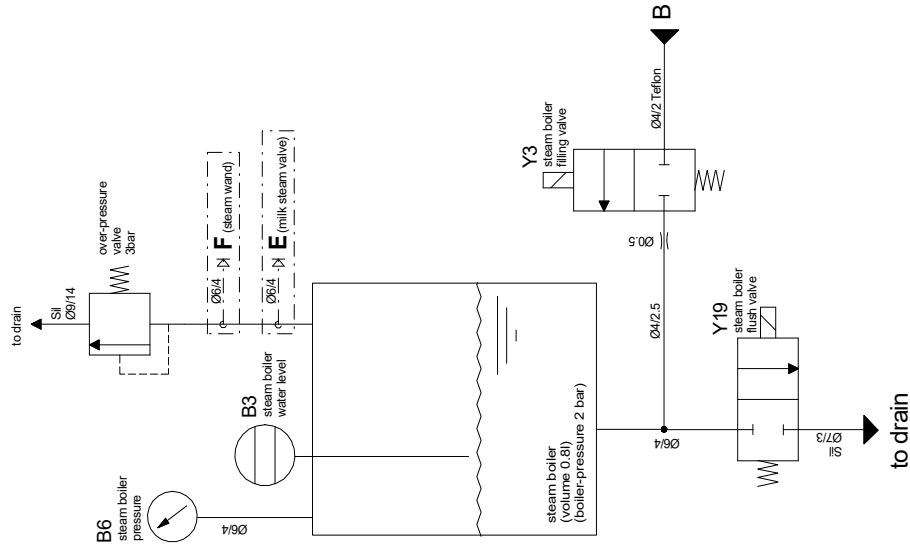 to drain
Sil
Ø9/14
over-pressure
valve
3bar
F (steam wand)
Ø6/4
E (milk steam valve)
Ø6/4
B3
steam boiler
water level
B6
steam boiler
pressure
Ø6/4
Y3
steam boiler
filling valve
B
Ø4/2 Teflon
Ø0.5
Ø4/2.5
steam boiler
(volume 0.8l)
(boiler-pressure 2 bar)
Ø6/4
Y19
steam boiler
flush valve
Sil
Ø7/3
to drain